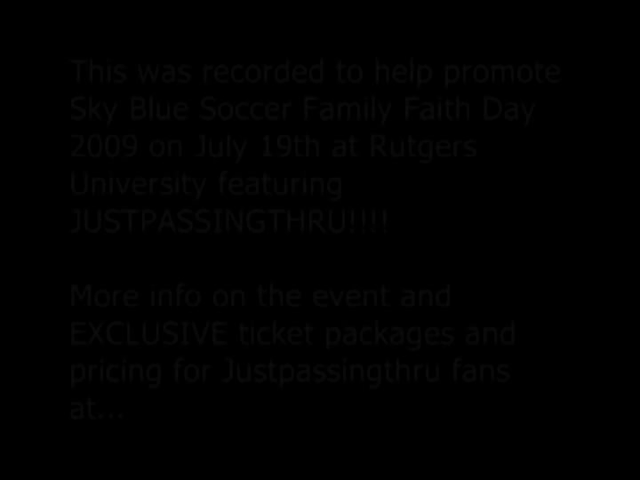 This was recorded to help promote
Sky Blue Soccer Family Faith Day
2009 on July 19th at Rutgers
University featuring
JUSTPASSINGTHRU!!!!
More info on the event and
EXCLUSIVE ticket packages and
pricing for Justpassingthru fans
at...